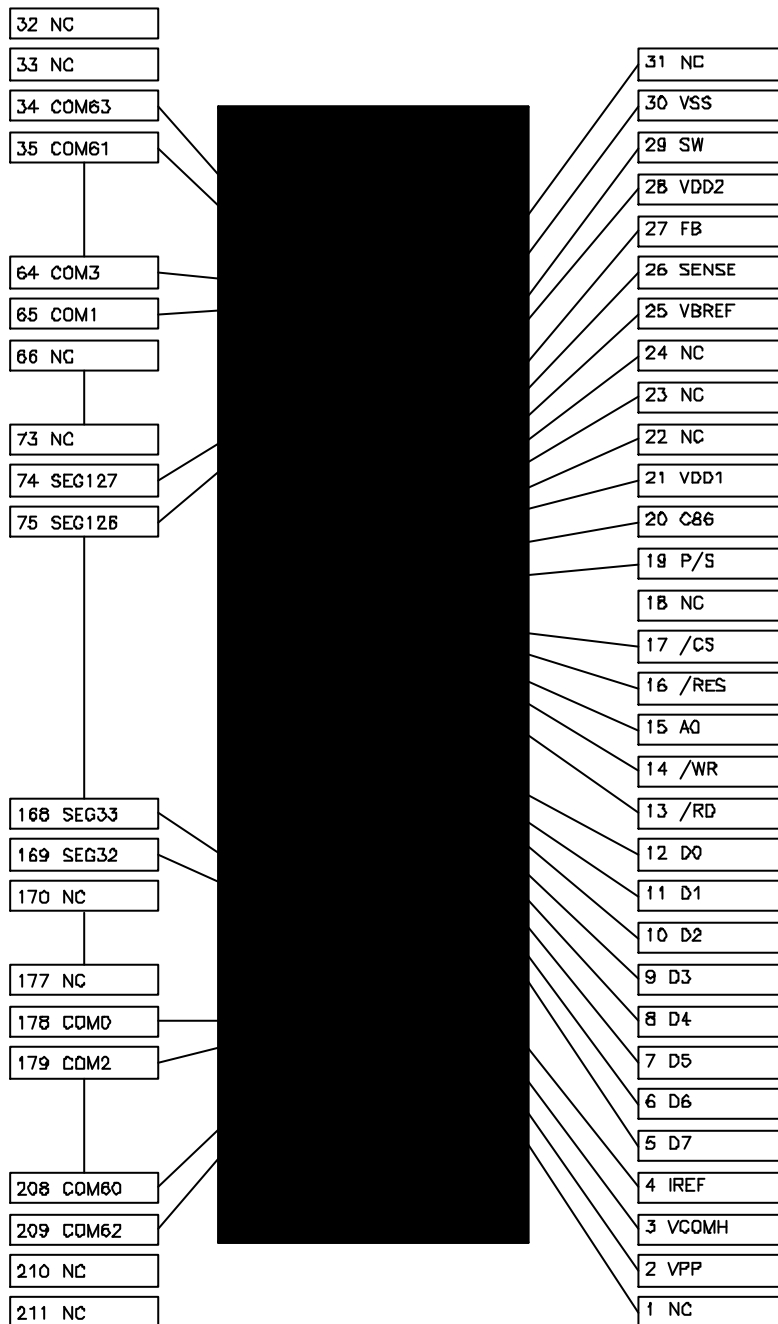 32 NC
33 NC
34 COM63
35 COM61
64 COM3
65 COM1
66 NC
73 NC
74 SEG127
75 SEG126
168 SEG33
169 SEG32
170 NC
177 NC
178 COM0
179 COM2
208 COM60
209 COM62
210 NC
211 NC
31 NC
30 VSS
29 SW
28 VDD2
27 FB
26 SENSE
25 VBREF
24 NC
23 NC
22 NC
21 VDD1
20 C86
19 P/S
18 NC
17 /CS
16 /RES
15 A0
14 /WR
13 /RD
12 D0
11 D1
10 D2
9 D3
8 D4
7 D5
6 D6
5 D7
4 IREF
3 VCOMH
2 VPP
1 NC